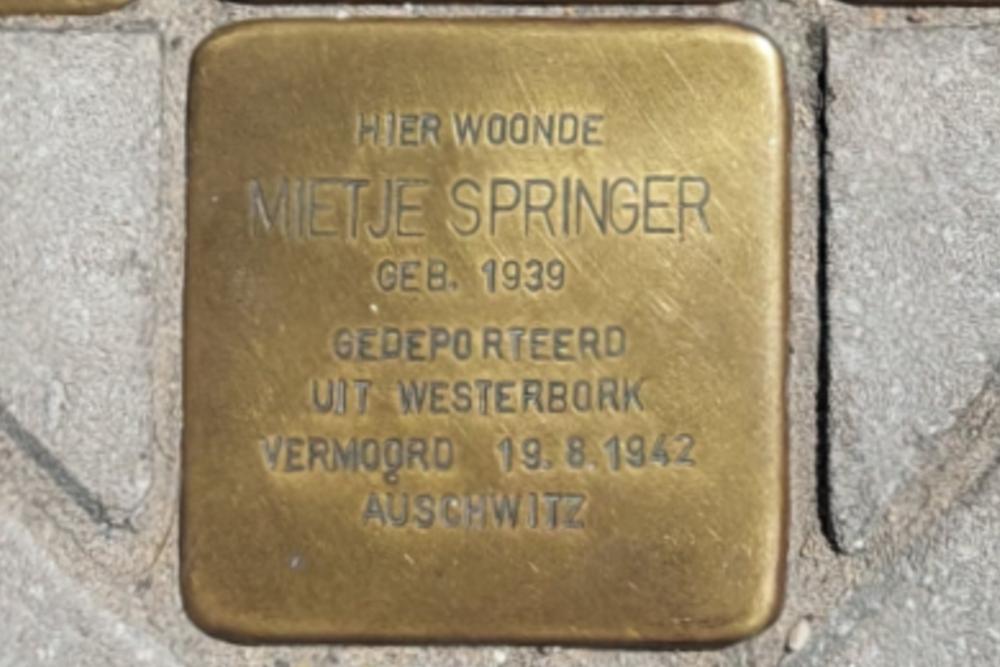 HIER WOONDE
MIETJE SPRINGER
GEB. 1939
GEDEPORTEERD
UIT WESTERBORK
VERMOORD 19.8.1942
AUSCHWITZ